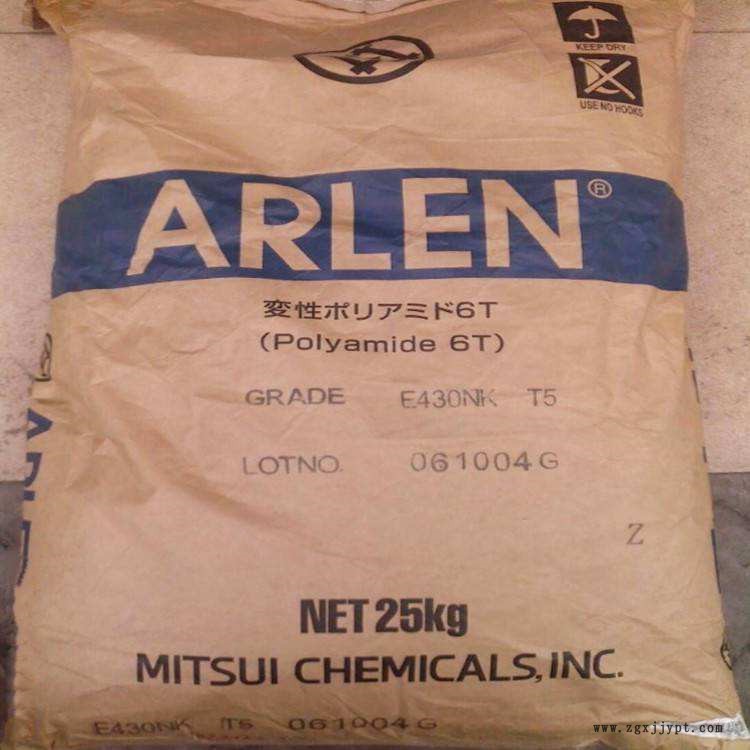 KEEP DRY
USE NO HOOKS
ARLEN®
変性ポリアミド6T
(Polyamide 6T)
GRADE E430NK T5
LOTNO. 061004G
Z
NET 25kg
MITSUI CHEMICALS, INC.
E430NK T5 061004G
www.zgxjjypt.com